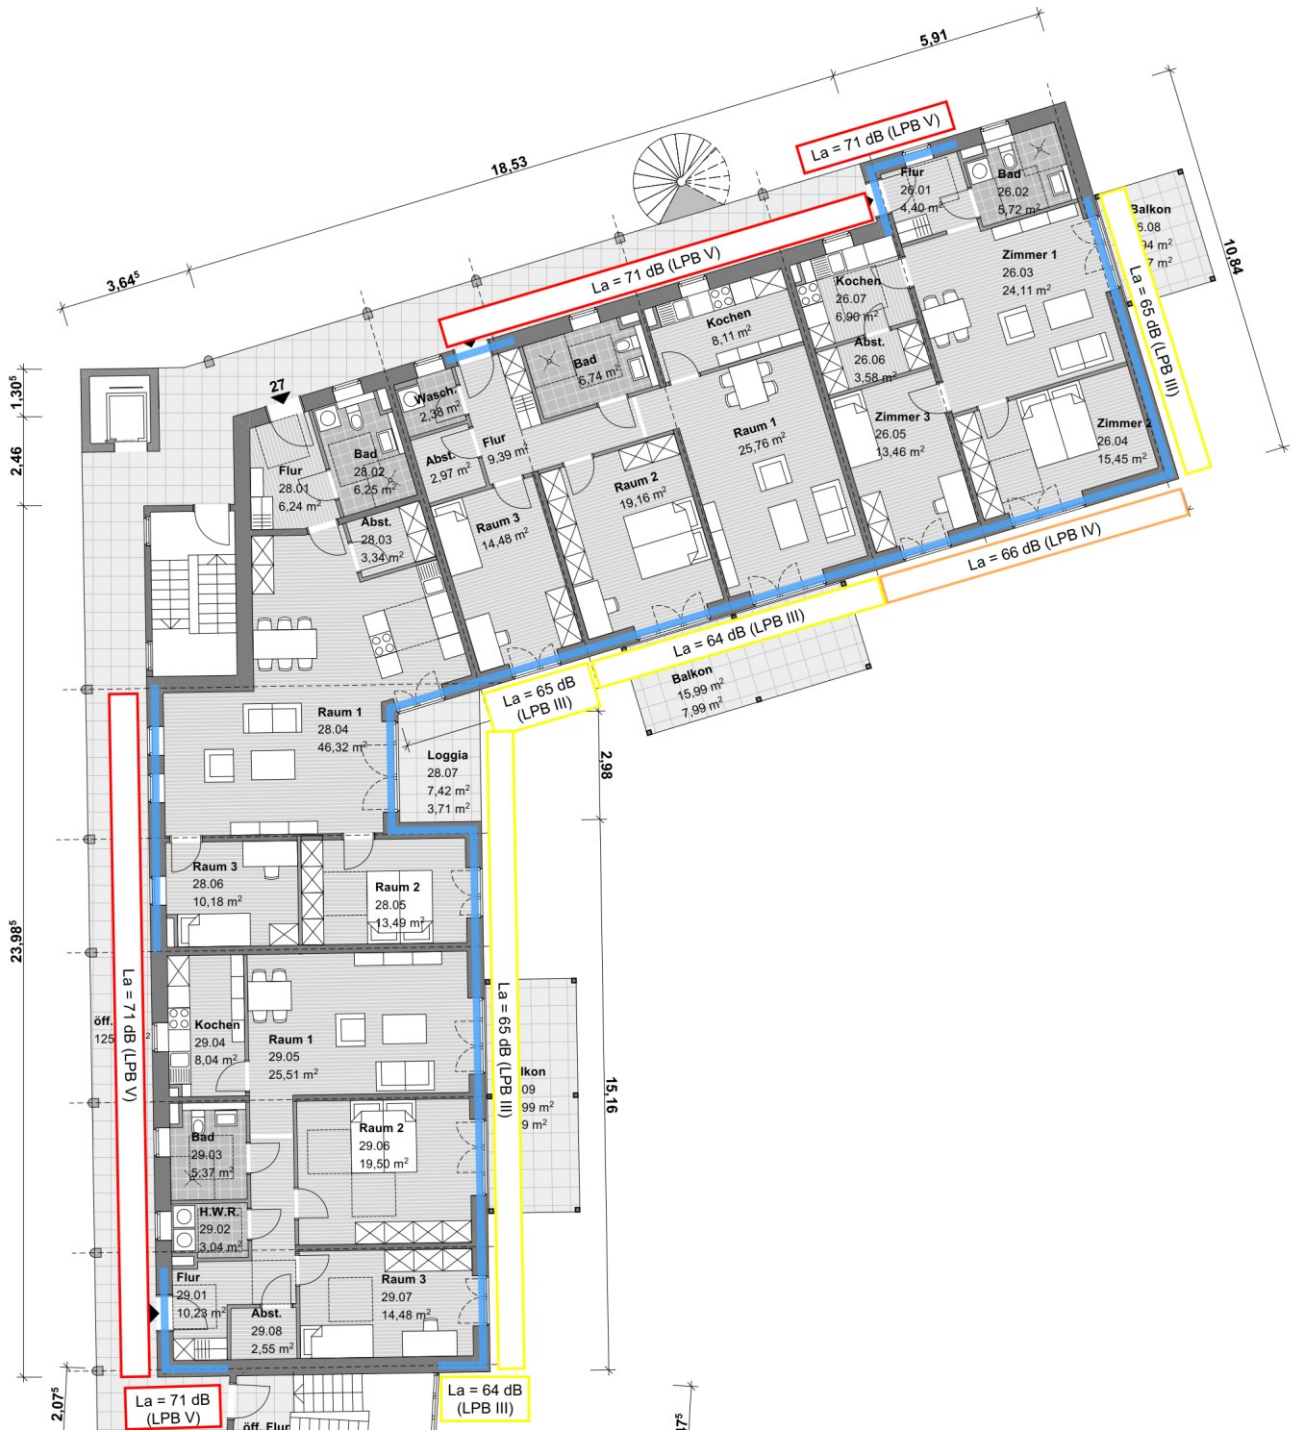 5,91
La = 71 dB (LPB V)
18,53
3,64⁵
10,84
Flur
26.01
4,40 m²
Bad
26.02
5,72 m²
Balkon
La = 71 dB (LPB V)
Zimmer 1
26.03
24,11 m²
La = 65 dB (LPB III)
Kochen
26.07
6,90 m²
Kochen
8,11 m²
Abst.
26.06
3,58 m²
Bad
6,74 m²
1,30⁵
27
Wasch.
2,38 m²
Zimmer 3
26.05
13,46 m²
Zimmer 2
26.04
15,45 m²
Raum 1
25,76 m²
Flur
9,39 m²
Abst.
2,97 m²
2,46
Bad
28.02
6,25 m²
Flur
28.01
6,24 m²
Raum 2
19,16 m²
Raum 3
14,48 m²
Abst.
28.03
3,34 m²
La = 66 dB (LPB IV)
La = 64 dB (LPB III)
La = 65 dB
(LPB III)
Balkon
15,99 m²
7,99 m²
Raum 1
28.04
46,32 m²
Loggia
28.07
7,42 m²
3,71 m²
2,98
Raum 3
28.06
10,18 m²
Raum 2
28.05
13,49 m²
23,98⁵
La = 71 dB (LPB V)
La = 65 dB (LPB III)
öff.
125
Kochen
29.04
8,04 m²
Raum 1
29.05
25,51 m²
lkon
09
99 m²
9 m²
15,16
Bad
29.03
5,37 m²
Raum 2
29.06
19,50 m²
H.W.R.
29.02
3,04 m²
Flur
29.01
10,23 m²
Raum 3
29.07
14,48 m²
Abst.
29.08
2,55 m²
2,07⁵
La = 71 dB
(LPB V)
La = 64 dB
(LPB III)
öff. Flur